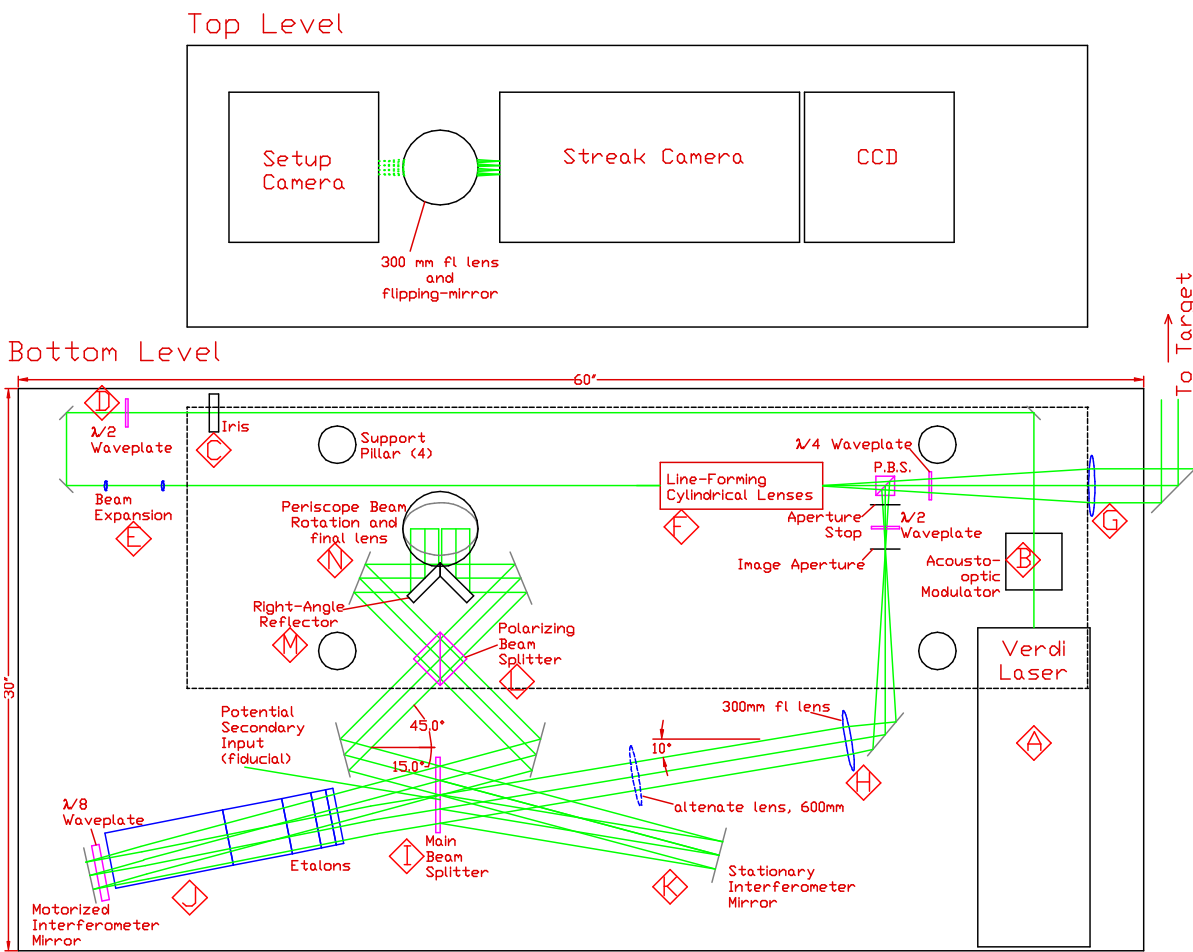 Top Level
Setup
Camera
Streak Camera
CCD
300 mm fl lens
and
flipping-mirror
To Target
Bottom Level
60"
D
λ/2
Waveplate
Iris
C
Support
Pillar (4)
λ/4 Waveplate
P.B.S.
Line-Forming
Cylindrical Lenses
Beam
Expansion
E
Periscope Beam
Rotation and
final lens
N
F
Aperture
Stop
λ/2
Waveplate
G
Image Aperture
Acousto-
optic
Modulator
B
Right-Angle
Reflector
M
Polarizing
Beam
Splitter
L
Verdi
Laser
A
30"
Potential
Secondary
Input
(fiducial)
45.0°
15.0°
300mm fl lens
10°
H
altenate lens, 600mm
λ/8
Waveplate
Etalons
I
Main
Beam
Splitter
J
K
Stationary
Interferometer
Mirror
Motorized
Interferometer
Mirror